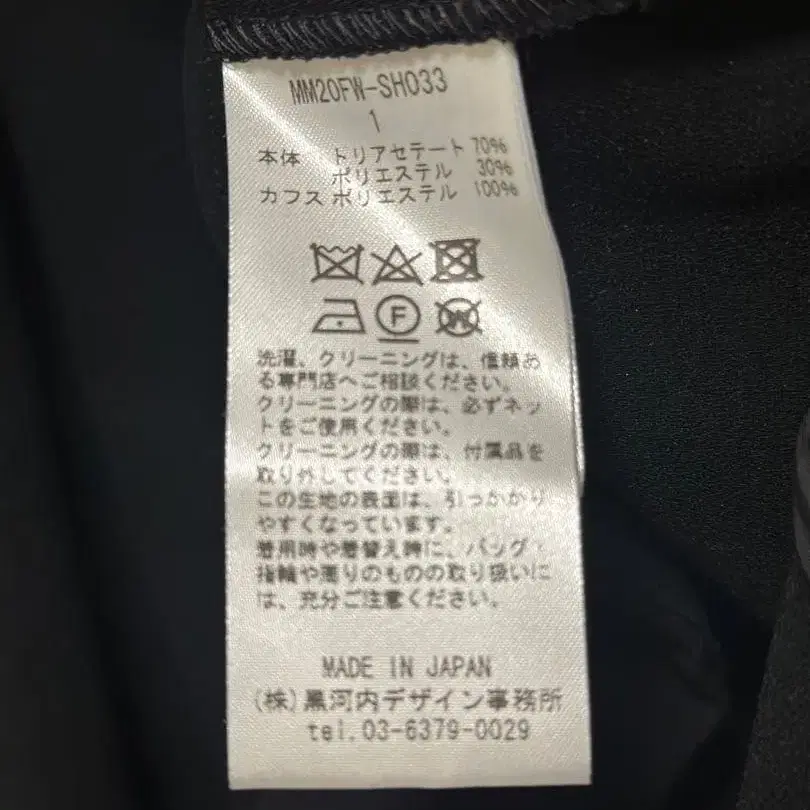 MM20FW-SH033
1
本体 トリアセテート 70%
ポリエステル 30%
カフス ポリエステル 100%
F W
洗濯、クリーニングは、信頼あ
る専門店へご相談ください。
クリーニングの際は、必ずネッ
トをご使用ください。
クリーニングの際は、付属品を
取り外してください。
この生地の表面は、引っかかり
やすくなっています。
着用時や着替え時に、バッグ・
指輪や周りのものの取り扱いに
は、充分ご注意ください。
MADE IN JAPAN
(株)黒河内デザイン事務所
tel.03-6379-0029